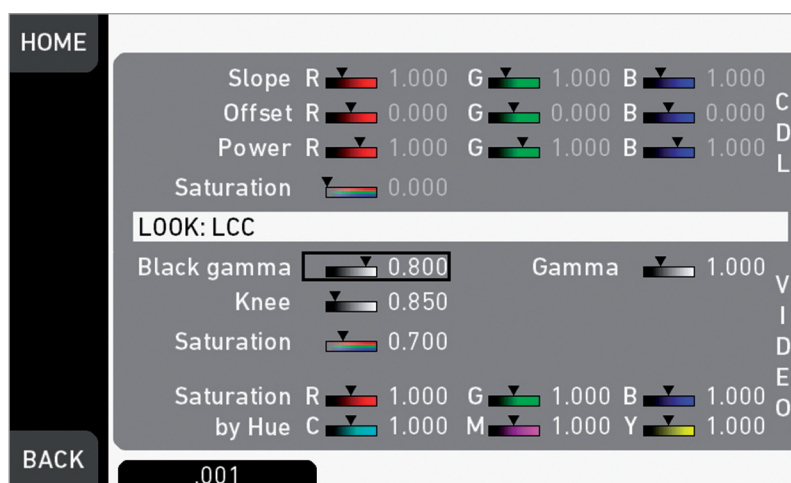 HOME
Slope R 1.000 G 1.000 B 1.000
Offset R 0.000 G 0.000 B 0.000
Power R 1.000 G 1.000 B 1.000
Saturation 0.000
CDL
LOOK: LCC
Black gamma 0.800 Gamma 1.000
Knee 0.850
Saturation 0.700
Saturation R 1.000 G 1.000 B 1.000
by Hue C 1.000 M 1.000 Y 1.000
VIDEO
BACK
.001